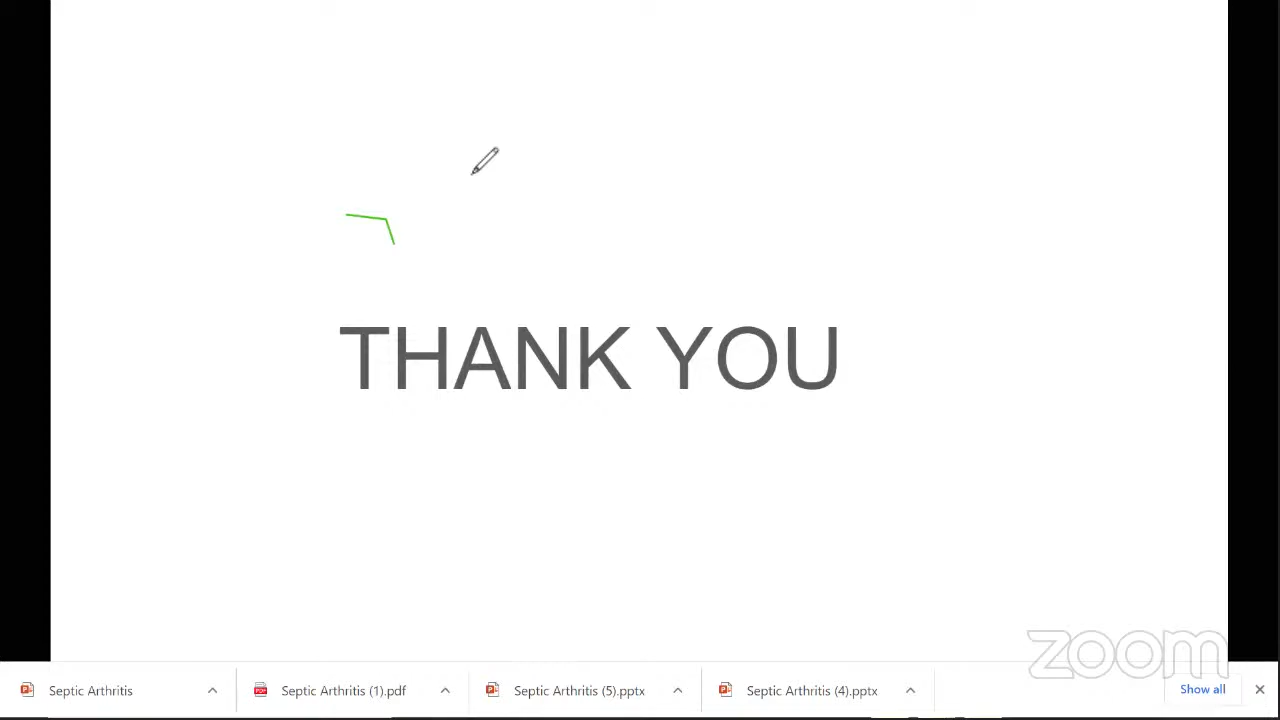 THANK YOU
zoom
Septic Arthritis
Septic Arthritis (1).pdf
Septic Arthritis (5).pptx
Septic Arthritis (4).pptx
Show all